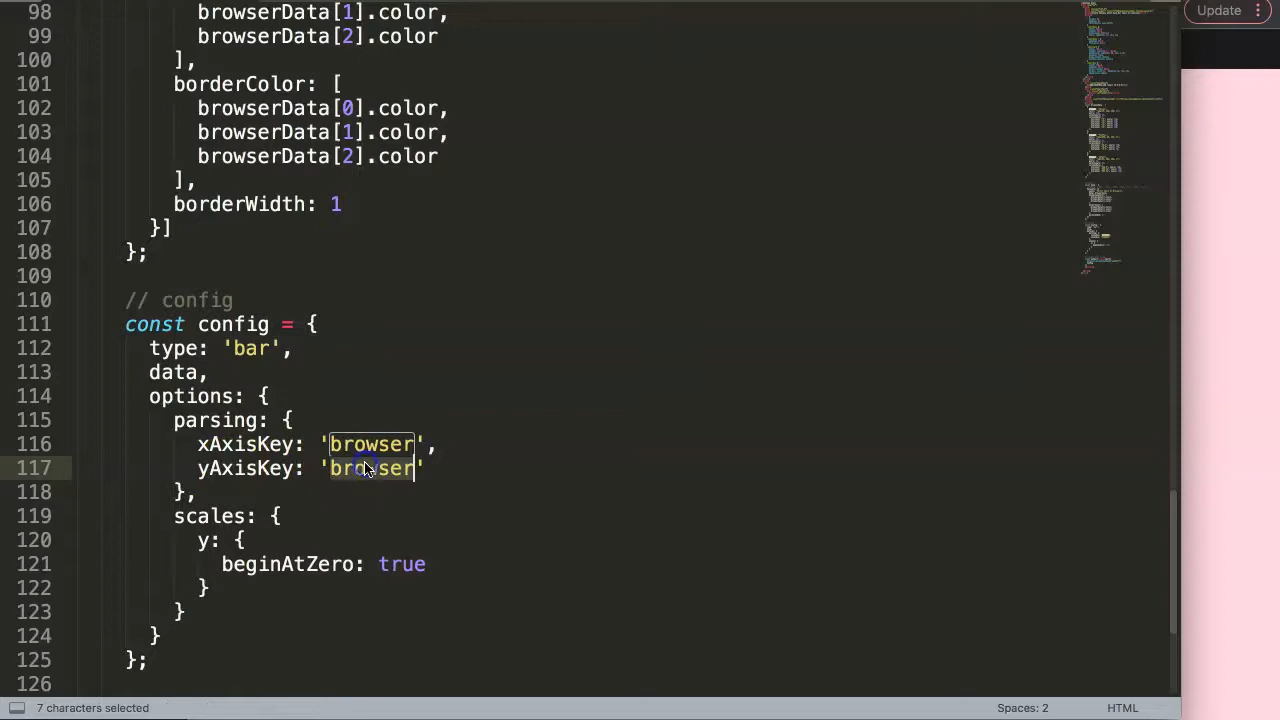 Update
98 browserData[1].color,
99 browserData[2].color
100 ],
101 borderColor: [
102 browserData[0].color,
103 browserData[1].color,
104 browserData[2].color
105 ],
106 borderWidth: 1
107 }]
108 };
109
110 // config
111 const config = {
112 type: 'bar',
113 data,
114 options: {
115 parsing: {
116 xAxisKey: 'browser',
117 yAxisKey: 'browser'
118 },
119 scales: {
120 y: {
121 beginAtZero: true
122 }
123 }
124 }
125 };
126
7 characters selected
Spaces: 2
HTML